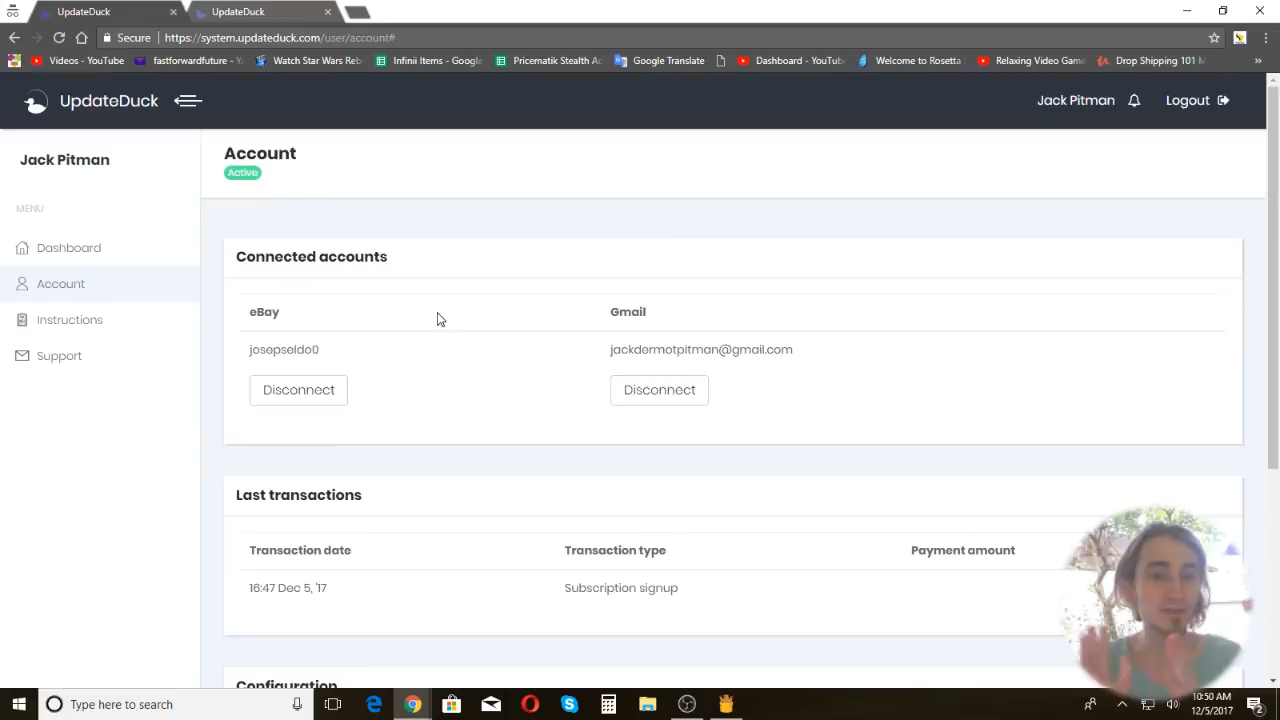 UpdateDuck
UpdateDuck
Secure
https://system.updateduck.com/user/account#
Videos - YouTube
fastforwardfuture - Y
Watch Star Wars Reb
Infinii Items - Google
Pricematik Stealth Ac
Google Translate
Dashboard - YouTub
Welcome to Rosetta
Relaxing Video Game
Drop Shipping 101 M
UpdateDuck
Jack Pitman
Logout
Jack Pitman
MENU
Dashboard
Account
Instructions
Support
Account
Active
Connected accounts
eBay
Gmail
josepseldo0
jackdermotpitman@gmail.com
Disconnect
Disconnect
Last transactions
Transaction date
Transaction type
Payment amount
16:47 Dec 5, '17
Subscription signup
Configuration
Type here to search
10:50 AM
12/5/2017
2